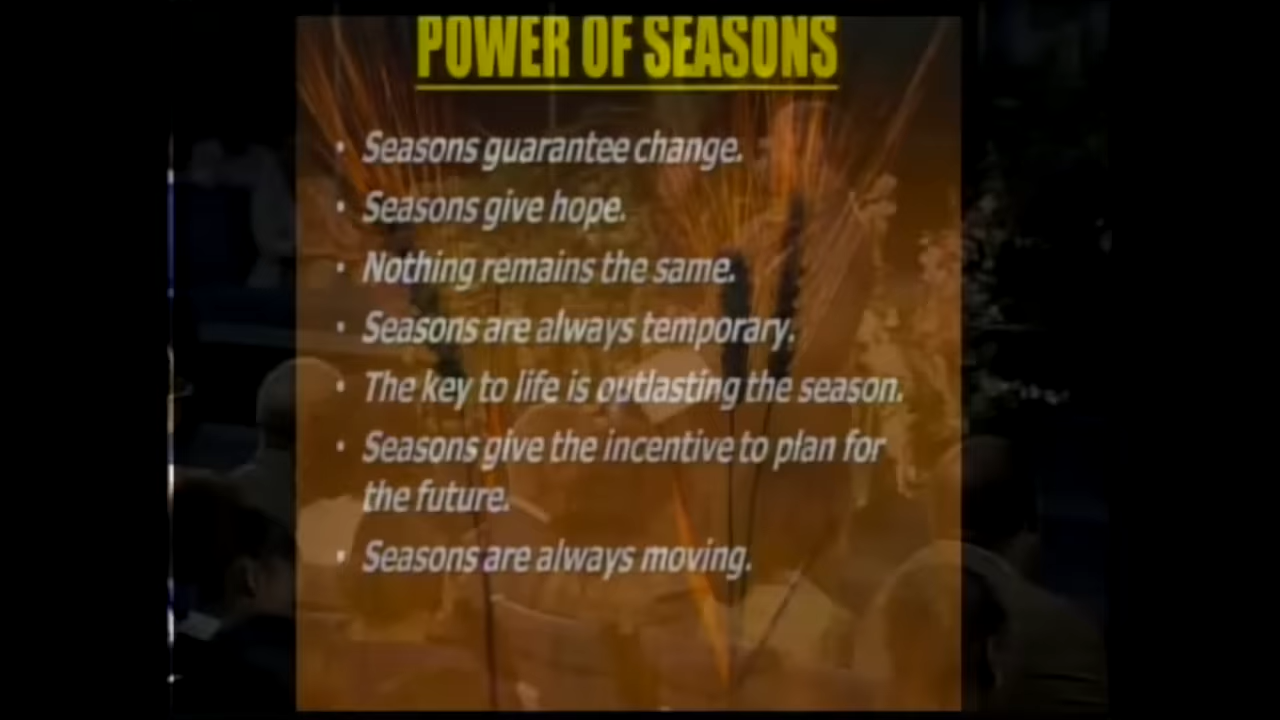 POWER OF SEASONS
• Seasons guarantee change.
• Seasons give hope.
• Nothing remains the same.
• Seasons are always temporary.
• The key to life is outlasting the season.
• Seasons give the incentive to plan for
the future.
• Seasons are always moving.